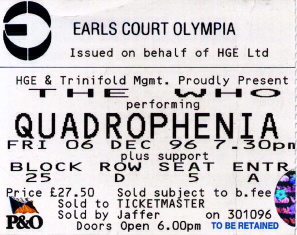 EARLS COURT OLYMPIA
Issued on behalf of HGE Ltd
HGE & Trinifold Mgmt. Proudly Present
THE WHO
performing
QUADROPHENIA
FRI 06 DEC 96 7.30pm
plus support
BLOCK ROW SEAT ENTR
25 D 5 A
Price £27.50 Sold subject to b.fee
Sold to TICKETMASTER
Sold by Jaffer on 301096
P&O
Doors Open 6.00pm TO BE RETAINED